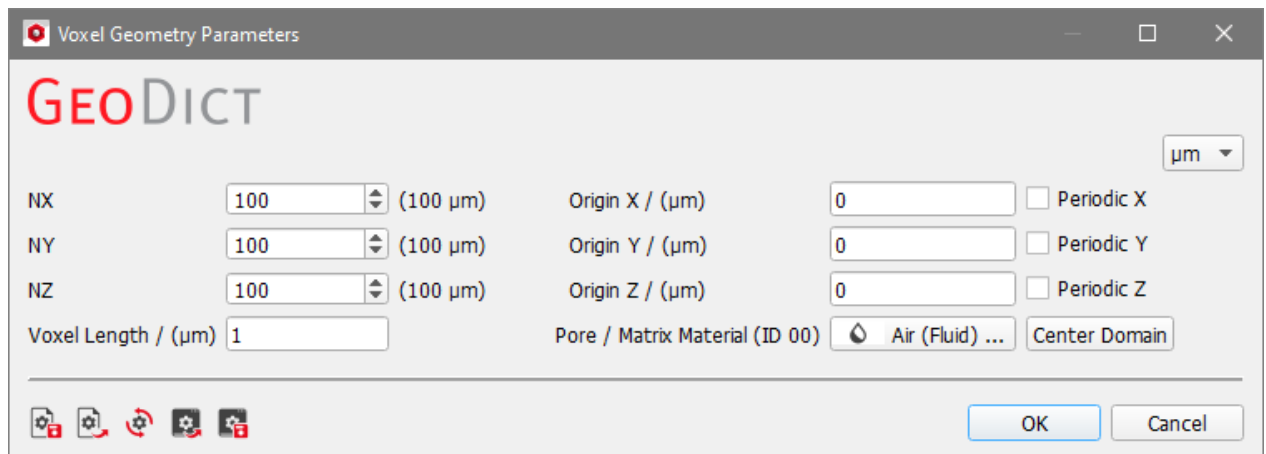 Voxel Geometry Parameters
GEODICT
µm
NX 100 (100 µm) Origin X / (µm) 0 Periodic X
NY 100 (100 µm) Origin Y / (µm) 0 Periodic Y
NZ 100 (100 µm) Origin Z / (µm) 0 Periodic Z
Voxel Length / (µm) 1 Pore / Matrix Material (ID 00) Air (Fluid) ... Center Domain
OK Cancel